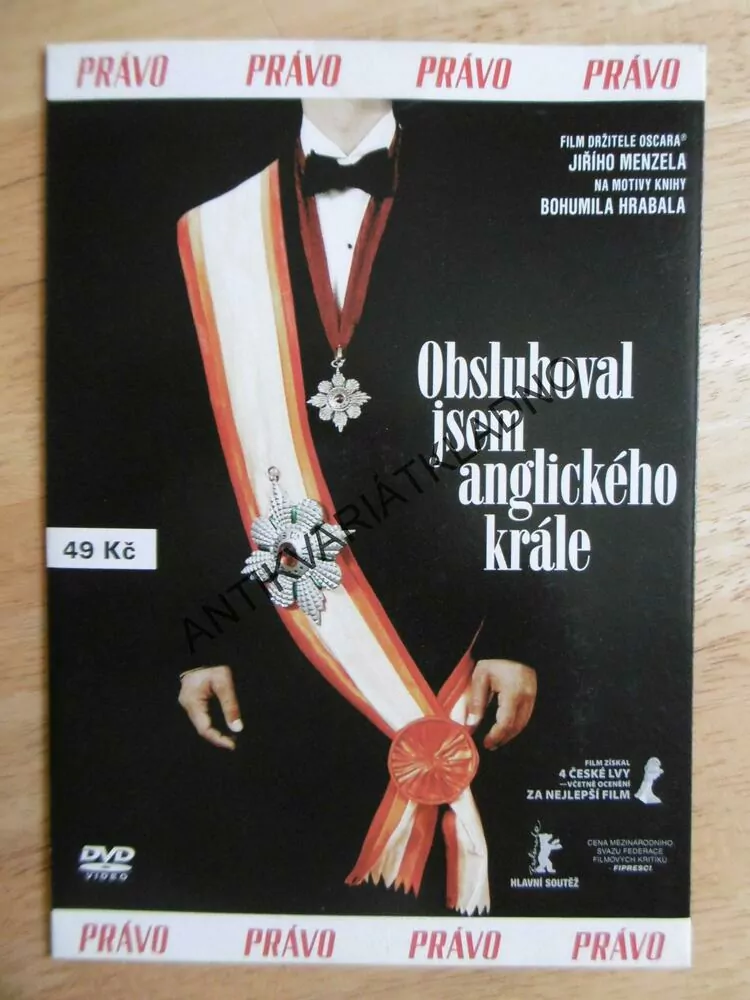 PRÁVO PRÁVO PRÁVO PRÁVO
FILM DRŽITELE OSCARA®
JIŘÍHO MENZELA
NA MOTIVY KNIHY
BOHUMILA HRABALA
Obsluhoval
jsem
anglického
krále
49 Kč
ANTIKVARIÁTKLADNO
FILM ZÍSKAL
4 ČESKÉ LVY
—VČETNĚ OCENĚNÍ
ZA NEJLEPŠÍ FILM
DVD
VIDEO
HLAVNÍ SOUTĚŽ
CENA MEZINÁRODNÍHO
SVAZU FEDERACE
FILMOVÝCH KRITIKŮ
FIPRESCI
PRÁVO PRÁVO PRÁVO PRÁVO